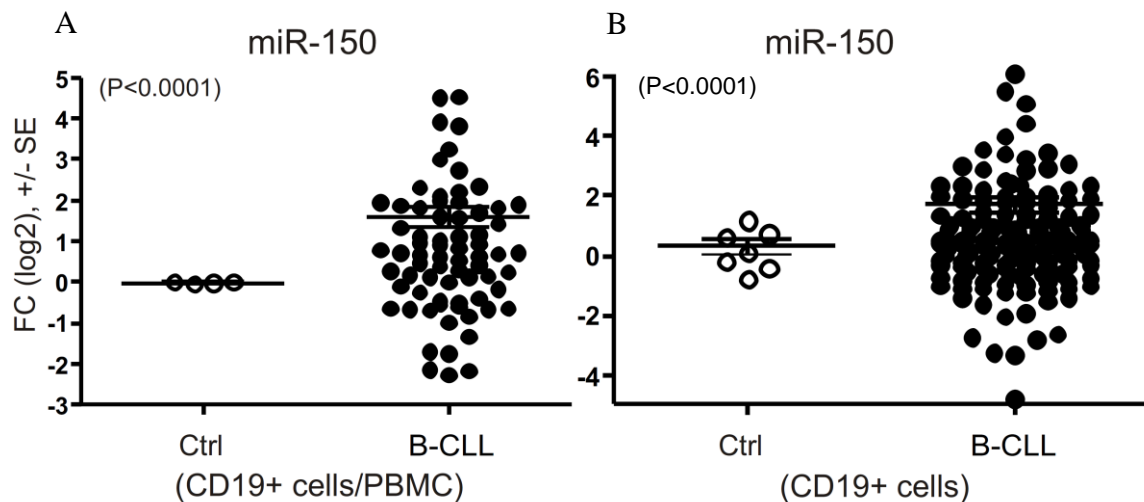 A
miR-150
(P<0.0001)
FC (log2), +/- SE
5
4
3
2
1
0
-1
-2
-3
Ctrl
B-CLL
(CD19+ cells/PBMC)
B
miR-150
(P<0.0001)
6
4
2
0
-2
-4
Ctrl
B-CLL
(CD19+ cells)